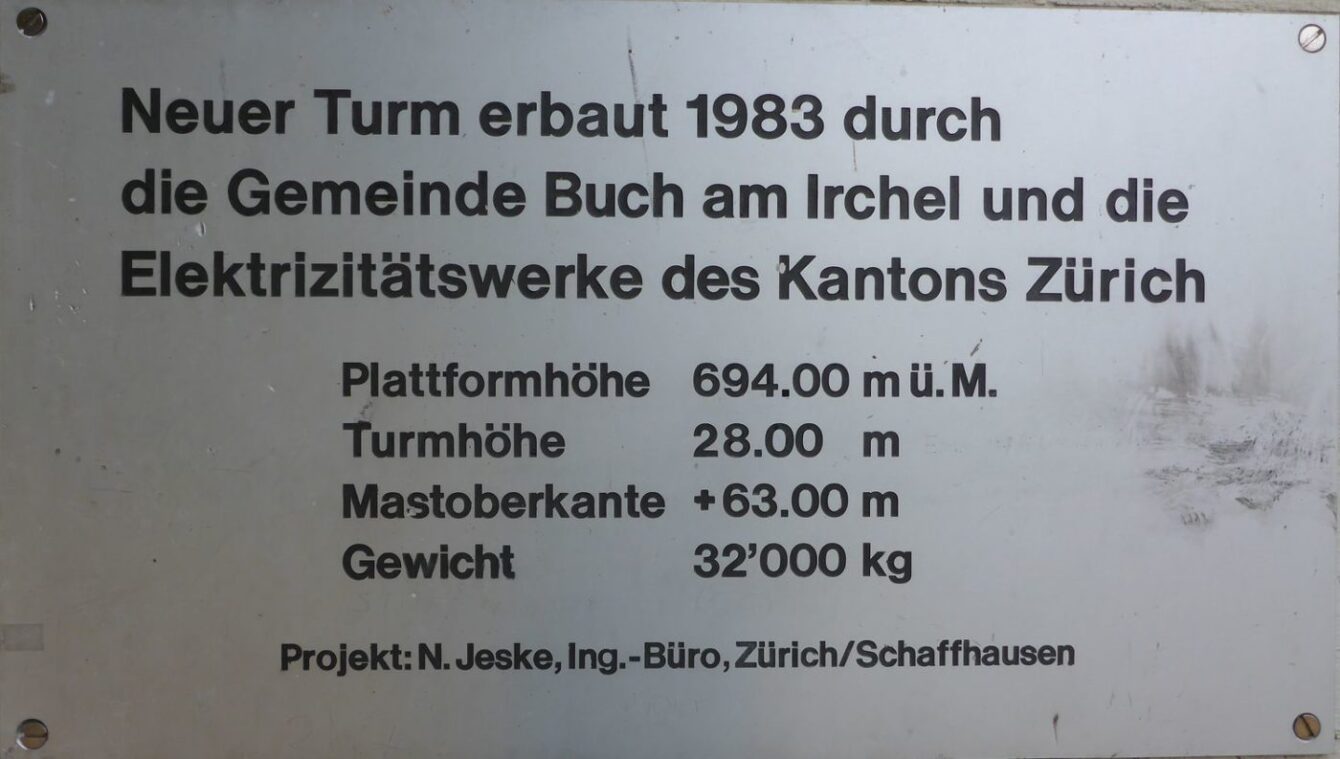 Neuer Turm erbaut 1983 durch
die Gemeinde Buch am Irchel und die
Elektrizitätswerke des Kantons Zürich
Plattformhöhe 694.00 m ü. M.
Turmhöhe 28.00 m
Mastoberkante +63.00 m
Gewicht 32’000 kg
Projekt: N. Jeske, Ing.-Büro, Zürich/Schaffhausen